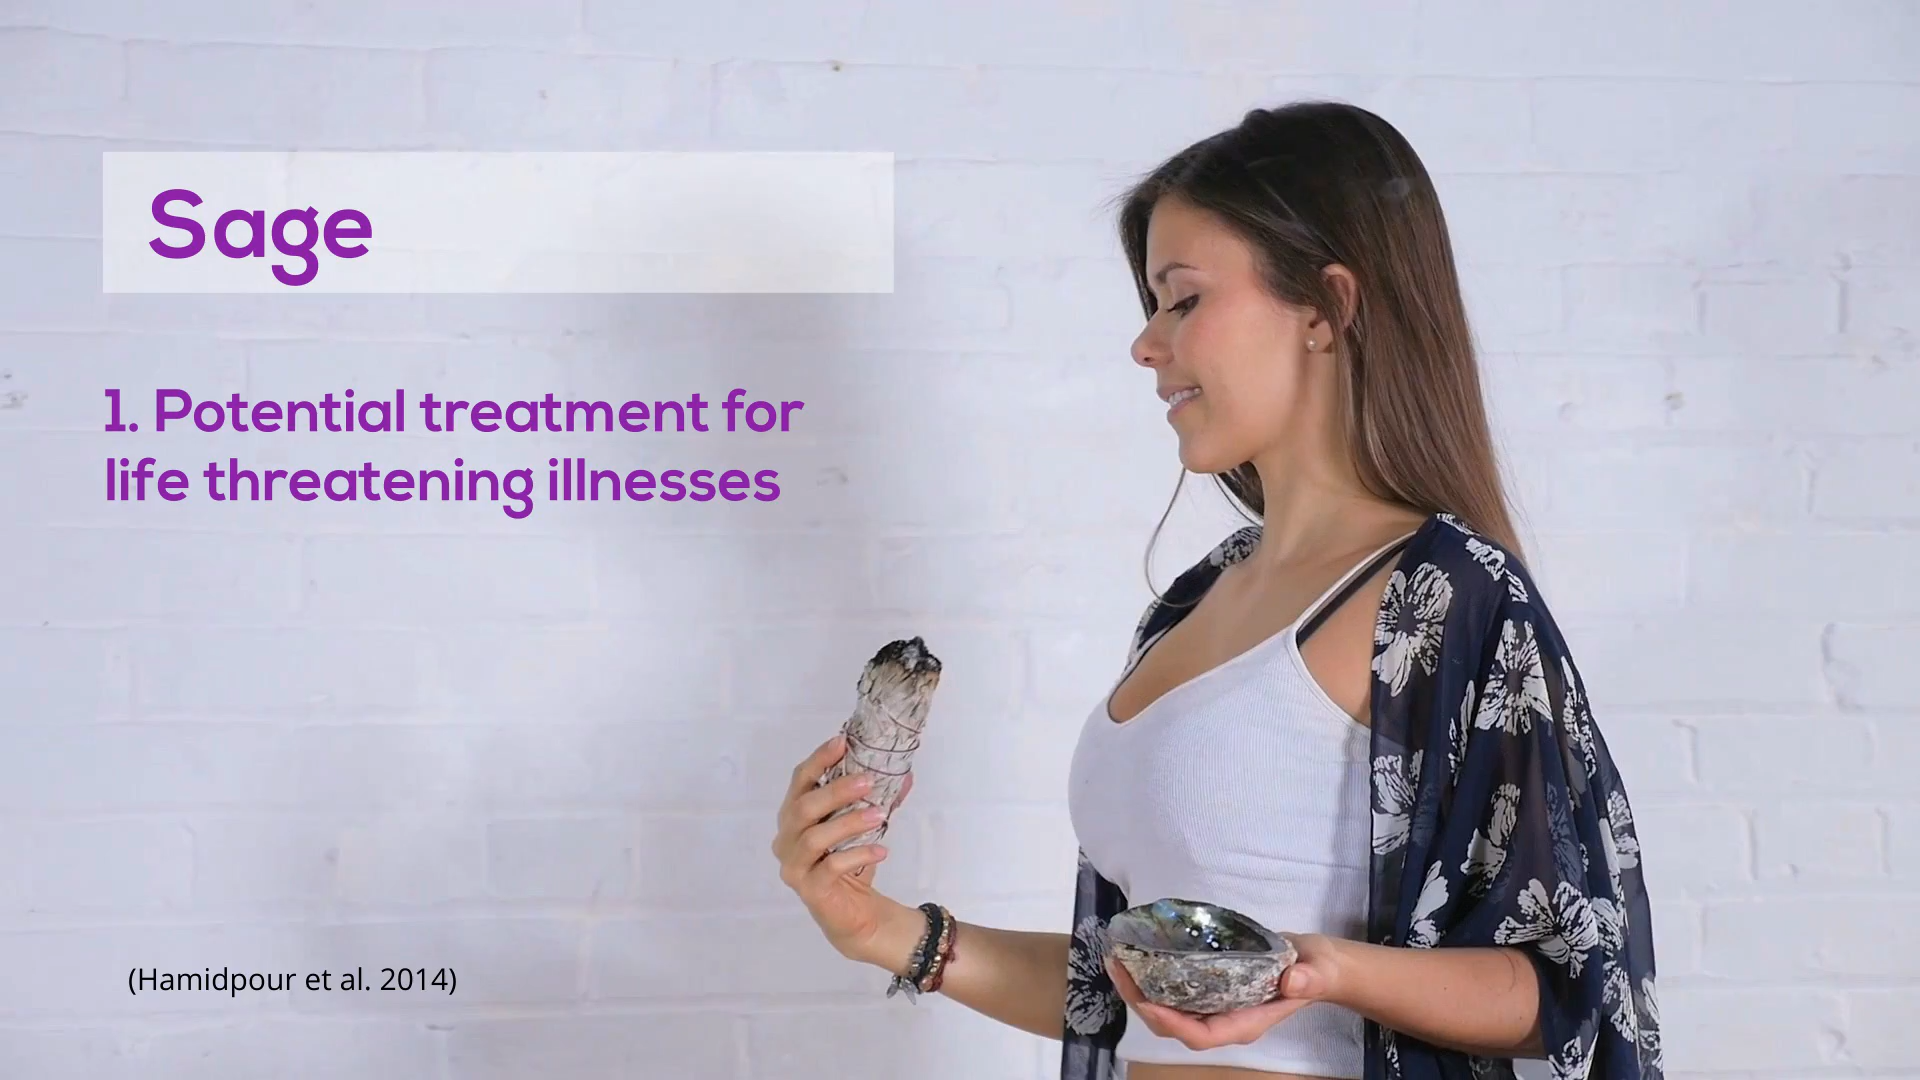 Sage
1. Potential treatment for
life threatening illnesses
(Hamidpour et al. 2014)